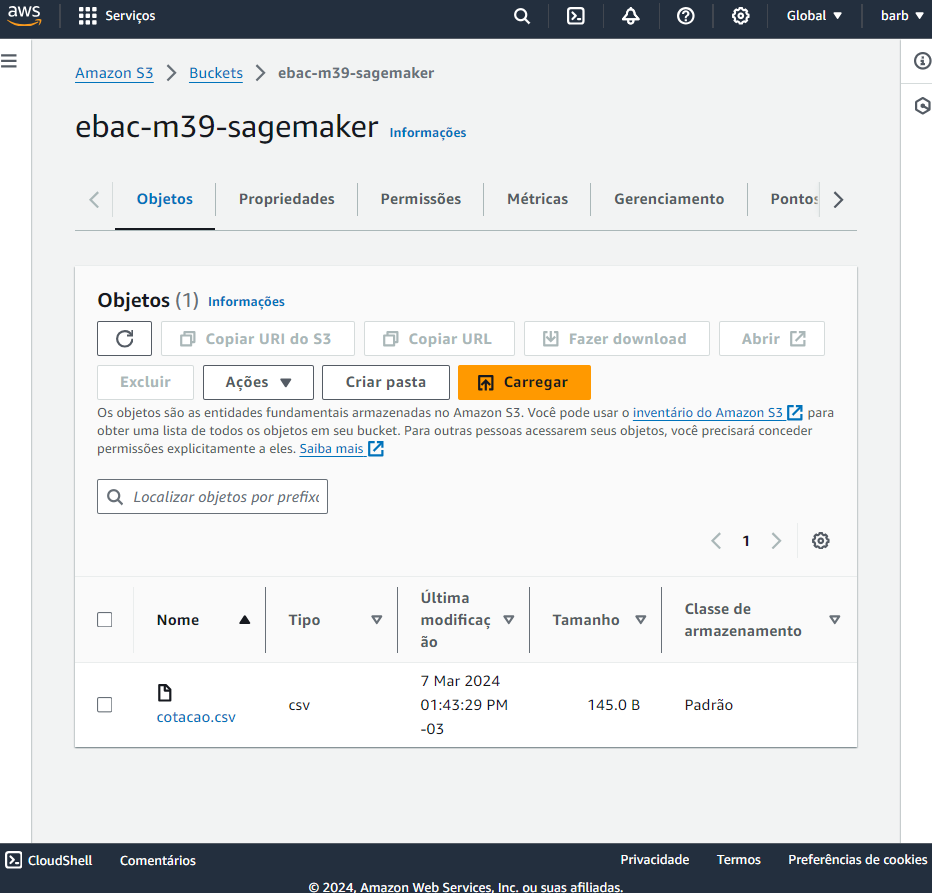 aws Serviços Global barb
Amazon S3 Buckets ebac-m39-sagemaker
ebac-m39-sagemaker Informações
Objetos Propriedades Permissões Métricas Gerenciamento Pontos
Objetos (1) Informações
Copiar URI do S3 Copiar URL Fazer download Abrir
Excluir Ações Criar pasta Carregar
Os objetos são as entidades fundamentais armazenadas no Amazon S3. Você pode usar o inventário do Amazon S3 para
obter uma lista de todos os objetos em seu bucket. Para outras pessoas acessarem seus objetos, você precisará conceder
permissões explicitamente a eles. Saiba mais
Localizar objetos por prefixo
1
Nome Tipo Última modificaç ão Tamanho Classe de armazenamento
cotacao.csv csv 7 Mar 2024 01:43:29 PM -03 145.0 B Padrão
CloudShell Comentários Privacidade Termos Preferências de cookies
© 2024, Amazon Web Services, Inc. ou suas afiliadas.